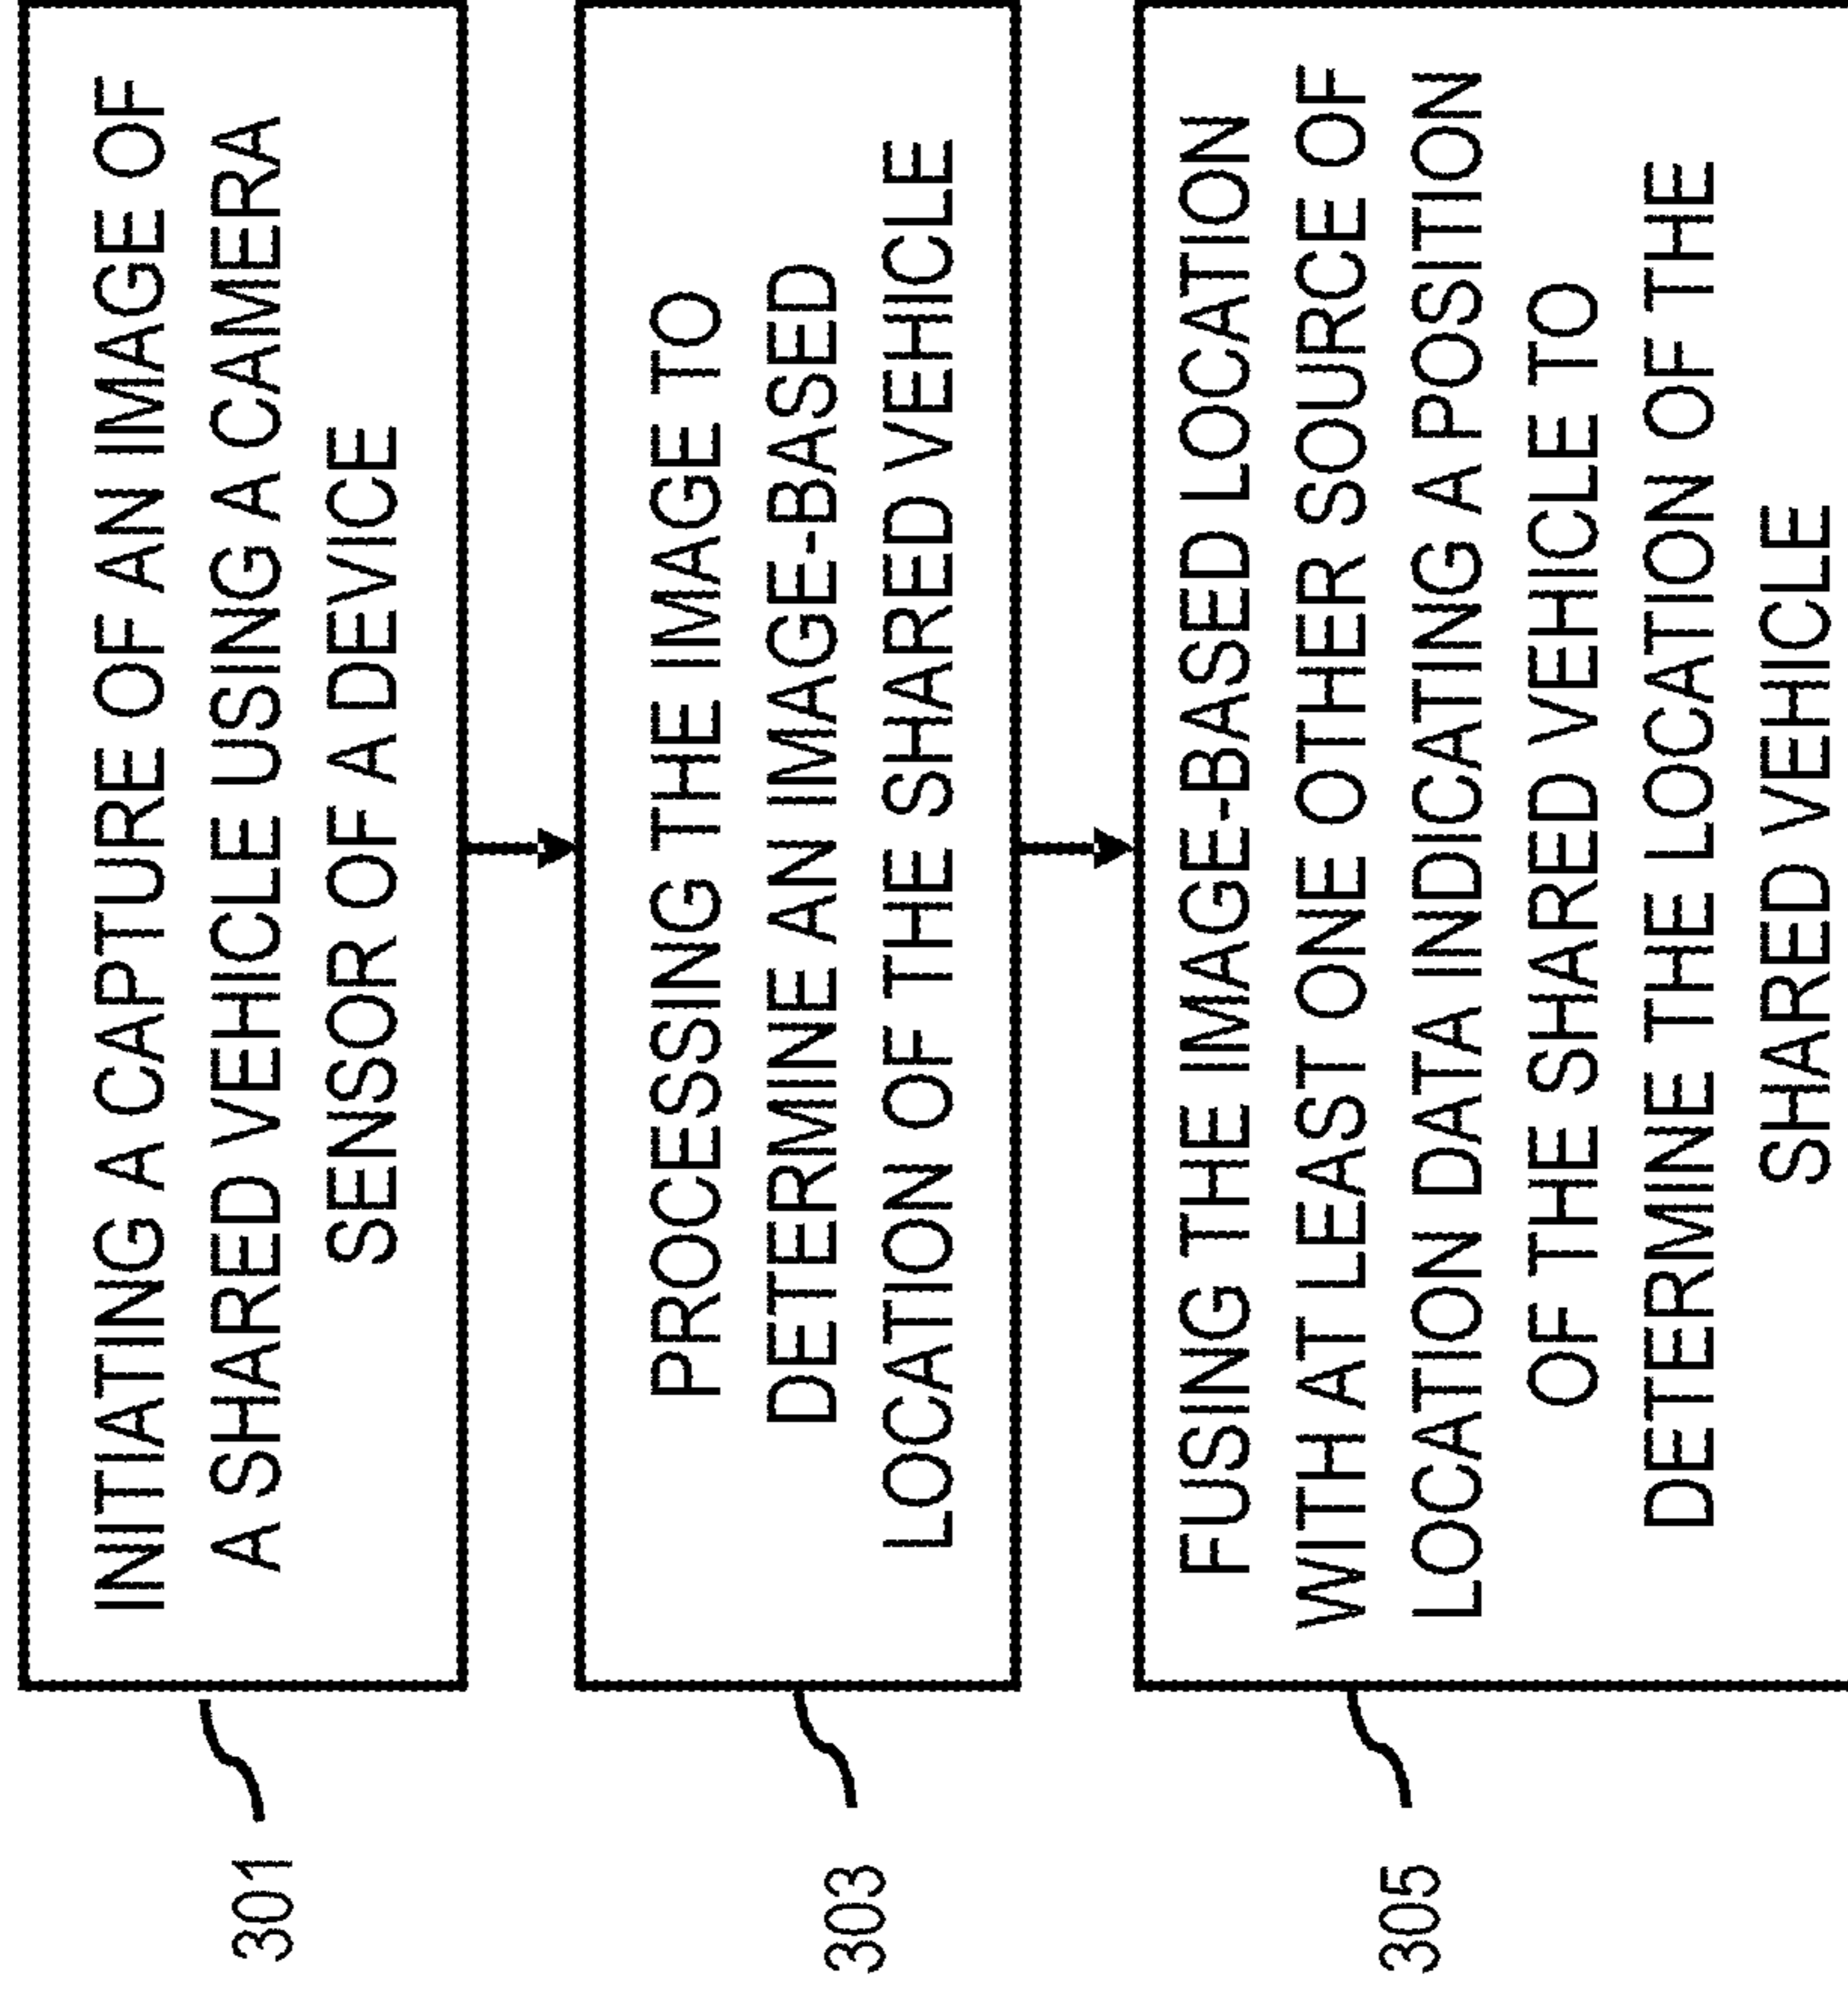 301
INITIATING A CAPTURE OF AN IMAGE OF
A SHARED VEHICLE USING A CAMERA
SENSOR OF A DEVICE
303
PROCESSING THE IMAGE TO
DETERMINE AN IMAGE-BASED
LOCATION OF THE SHARED VEHICLE
305
FUSING THE IMAGE-BASED LOCATION
WITH AT LEAST ONE OTHER SOURCE OF
LOCATION DATA INDICATING A POSITION
OF THE SHARED VEHICLE TO
DETERMINE THE LOCATION OF THE
SHARED VEHICLE